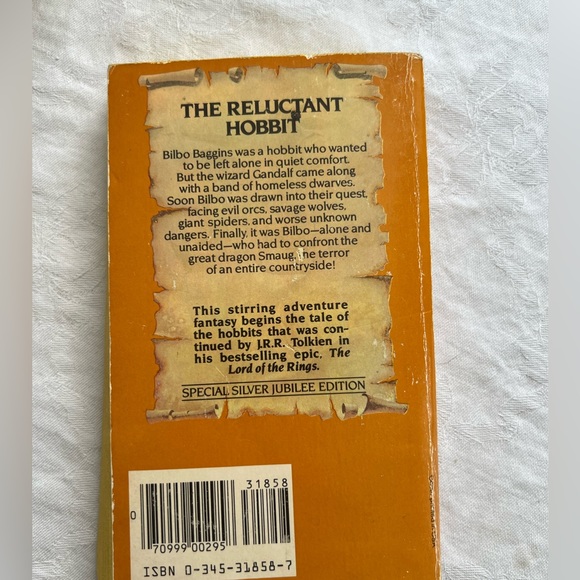 THE RELUCTANT
HOBBIT
Bilbo Baggins was a hobbit who wanted
to be left alone in quiet comfort.
But the wizard Gandalf came along
with a band of homeless dwarves.
Soon Bilbo was drawn into their quest,
facing evil orcs, savage wolves,
giant spiders, and worse unknown
dangers. Finally, it was Bilbo—alone and
unaided—who had to confront the
great dragon Smaug, the terror
of an entire countryside!
This stirring adventure
fantasy begins the tale of
the hobbits that was con-
tinued by J.R.R. Tolkien in
his bestselling epic, The
Lord of the Rings.
SPECIAL SILVER JUBILEE EDITION
31858
0
70999 00295
ISBN 0-345-31858-7